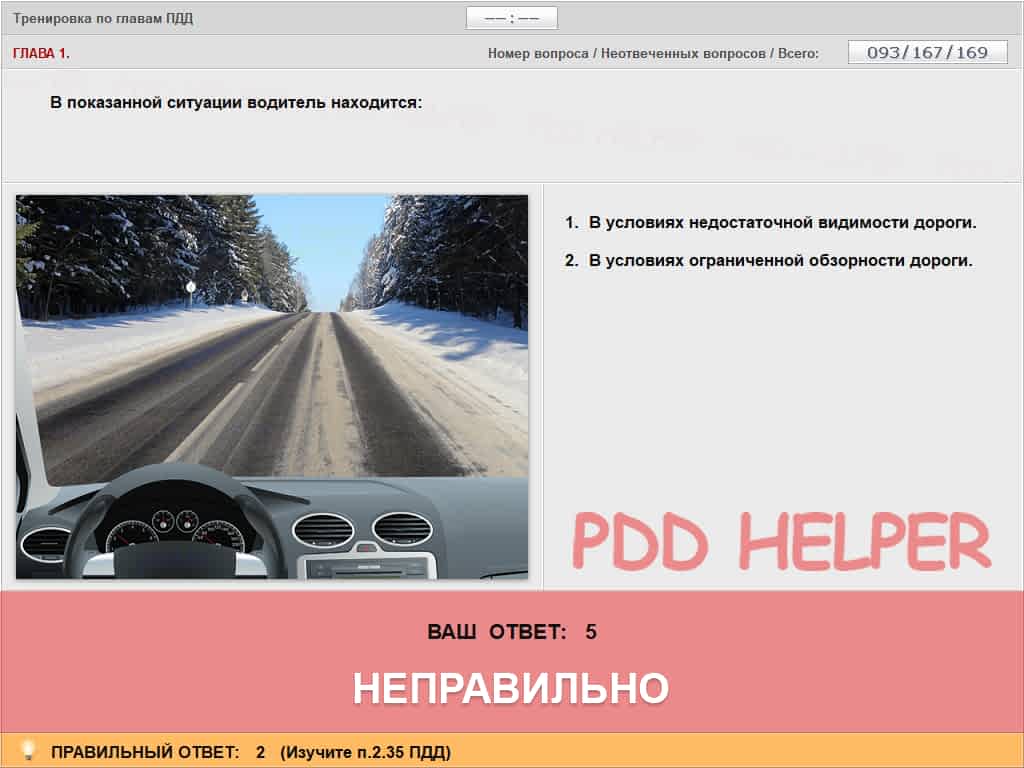 Тренировка по главам ПДД
–– : ––
ГЛАВА 1.
Номер вопроса / Неотвеченных вопросов / Всего:
093/167/169
В показанной ситуации водитель находится:
1. В условиях недостаточной видимости дороги.
2. В условиях ограниченной обзорности дороги.
PDD HELPER
ВАШ ОТВЕТ: 5
НЕПРАВИЛЬНО
ПРАВИЛЬНЫЙ ОТВЕТ: 2 (Изучите п.2.35 ПДД)